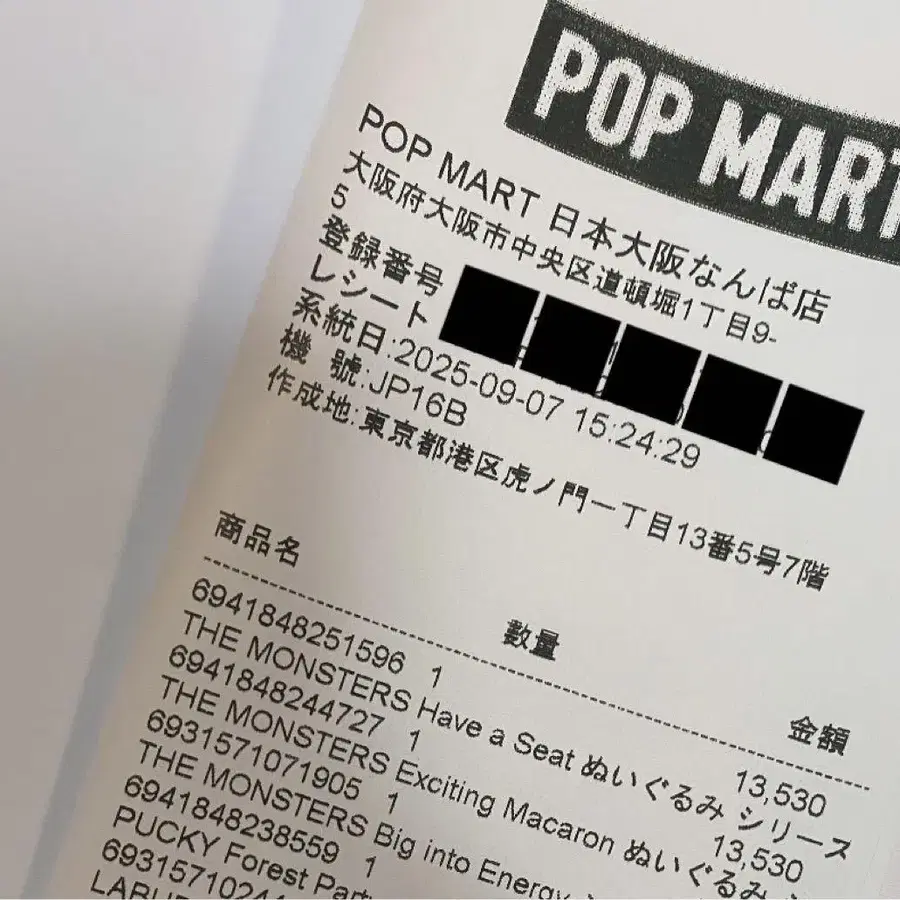 POP MART
POP MART 日本大阪なんば店
大阪府大阪市中央区道頓堀1丁目9-
5
登録番号
レシート
系統日:2025-09-07 15:24:29
機 號:JP16B
作成地:東京都港区虎ノ門一丁目13番5号7階
商品名 数量 金額
6941848251596 1 13,530
THE MONSTERS Have a Seat ぬいぐるみ シリーズ
6941848244727 1 13,530
THE MONSTERS Exciting Macaron ぬいぐるみ
6931571071905 1
THE MONSTERS Big into Energy
6941848238559 1
PUCKY Forest Party
693157102